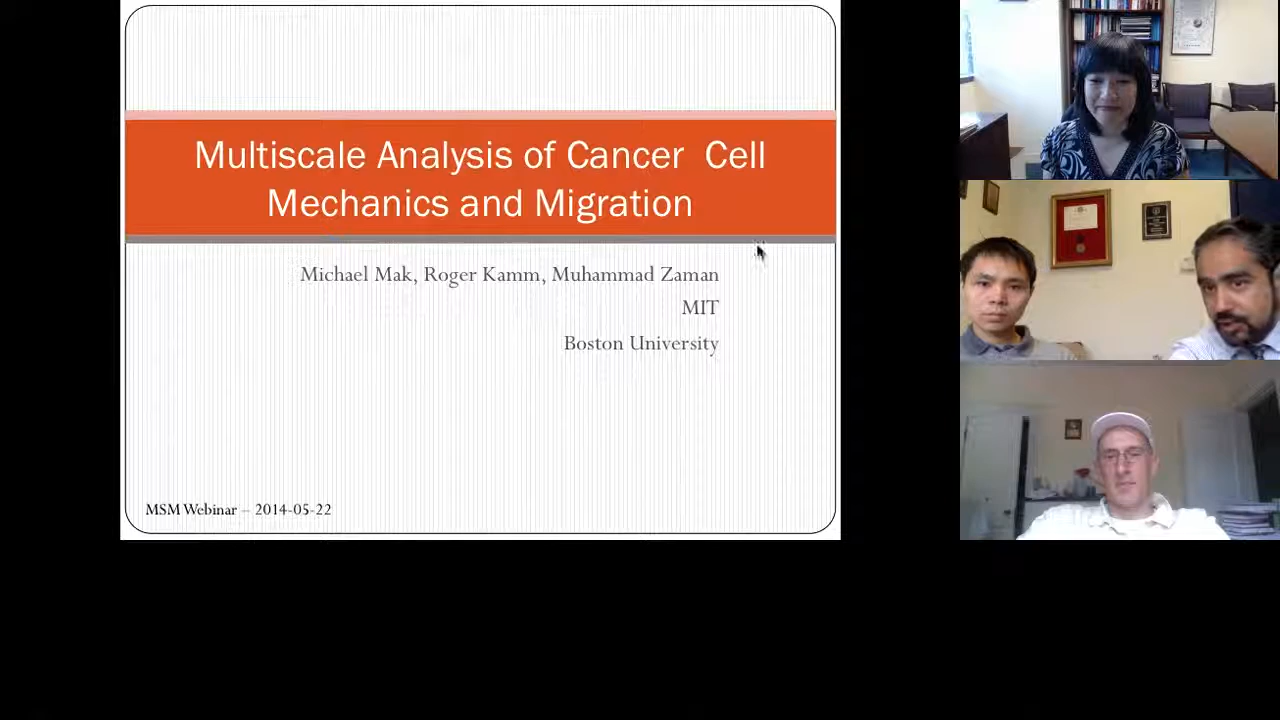 Multiscale Analysis of Cancer Cell
Mechanics and Migration
Michael Mak, Roger Kamm, Muhammad Zaman
MIT
Boston University
MSM Webinar – 2014-05-22